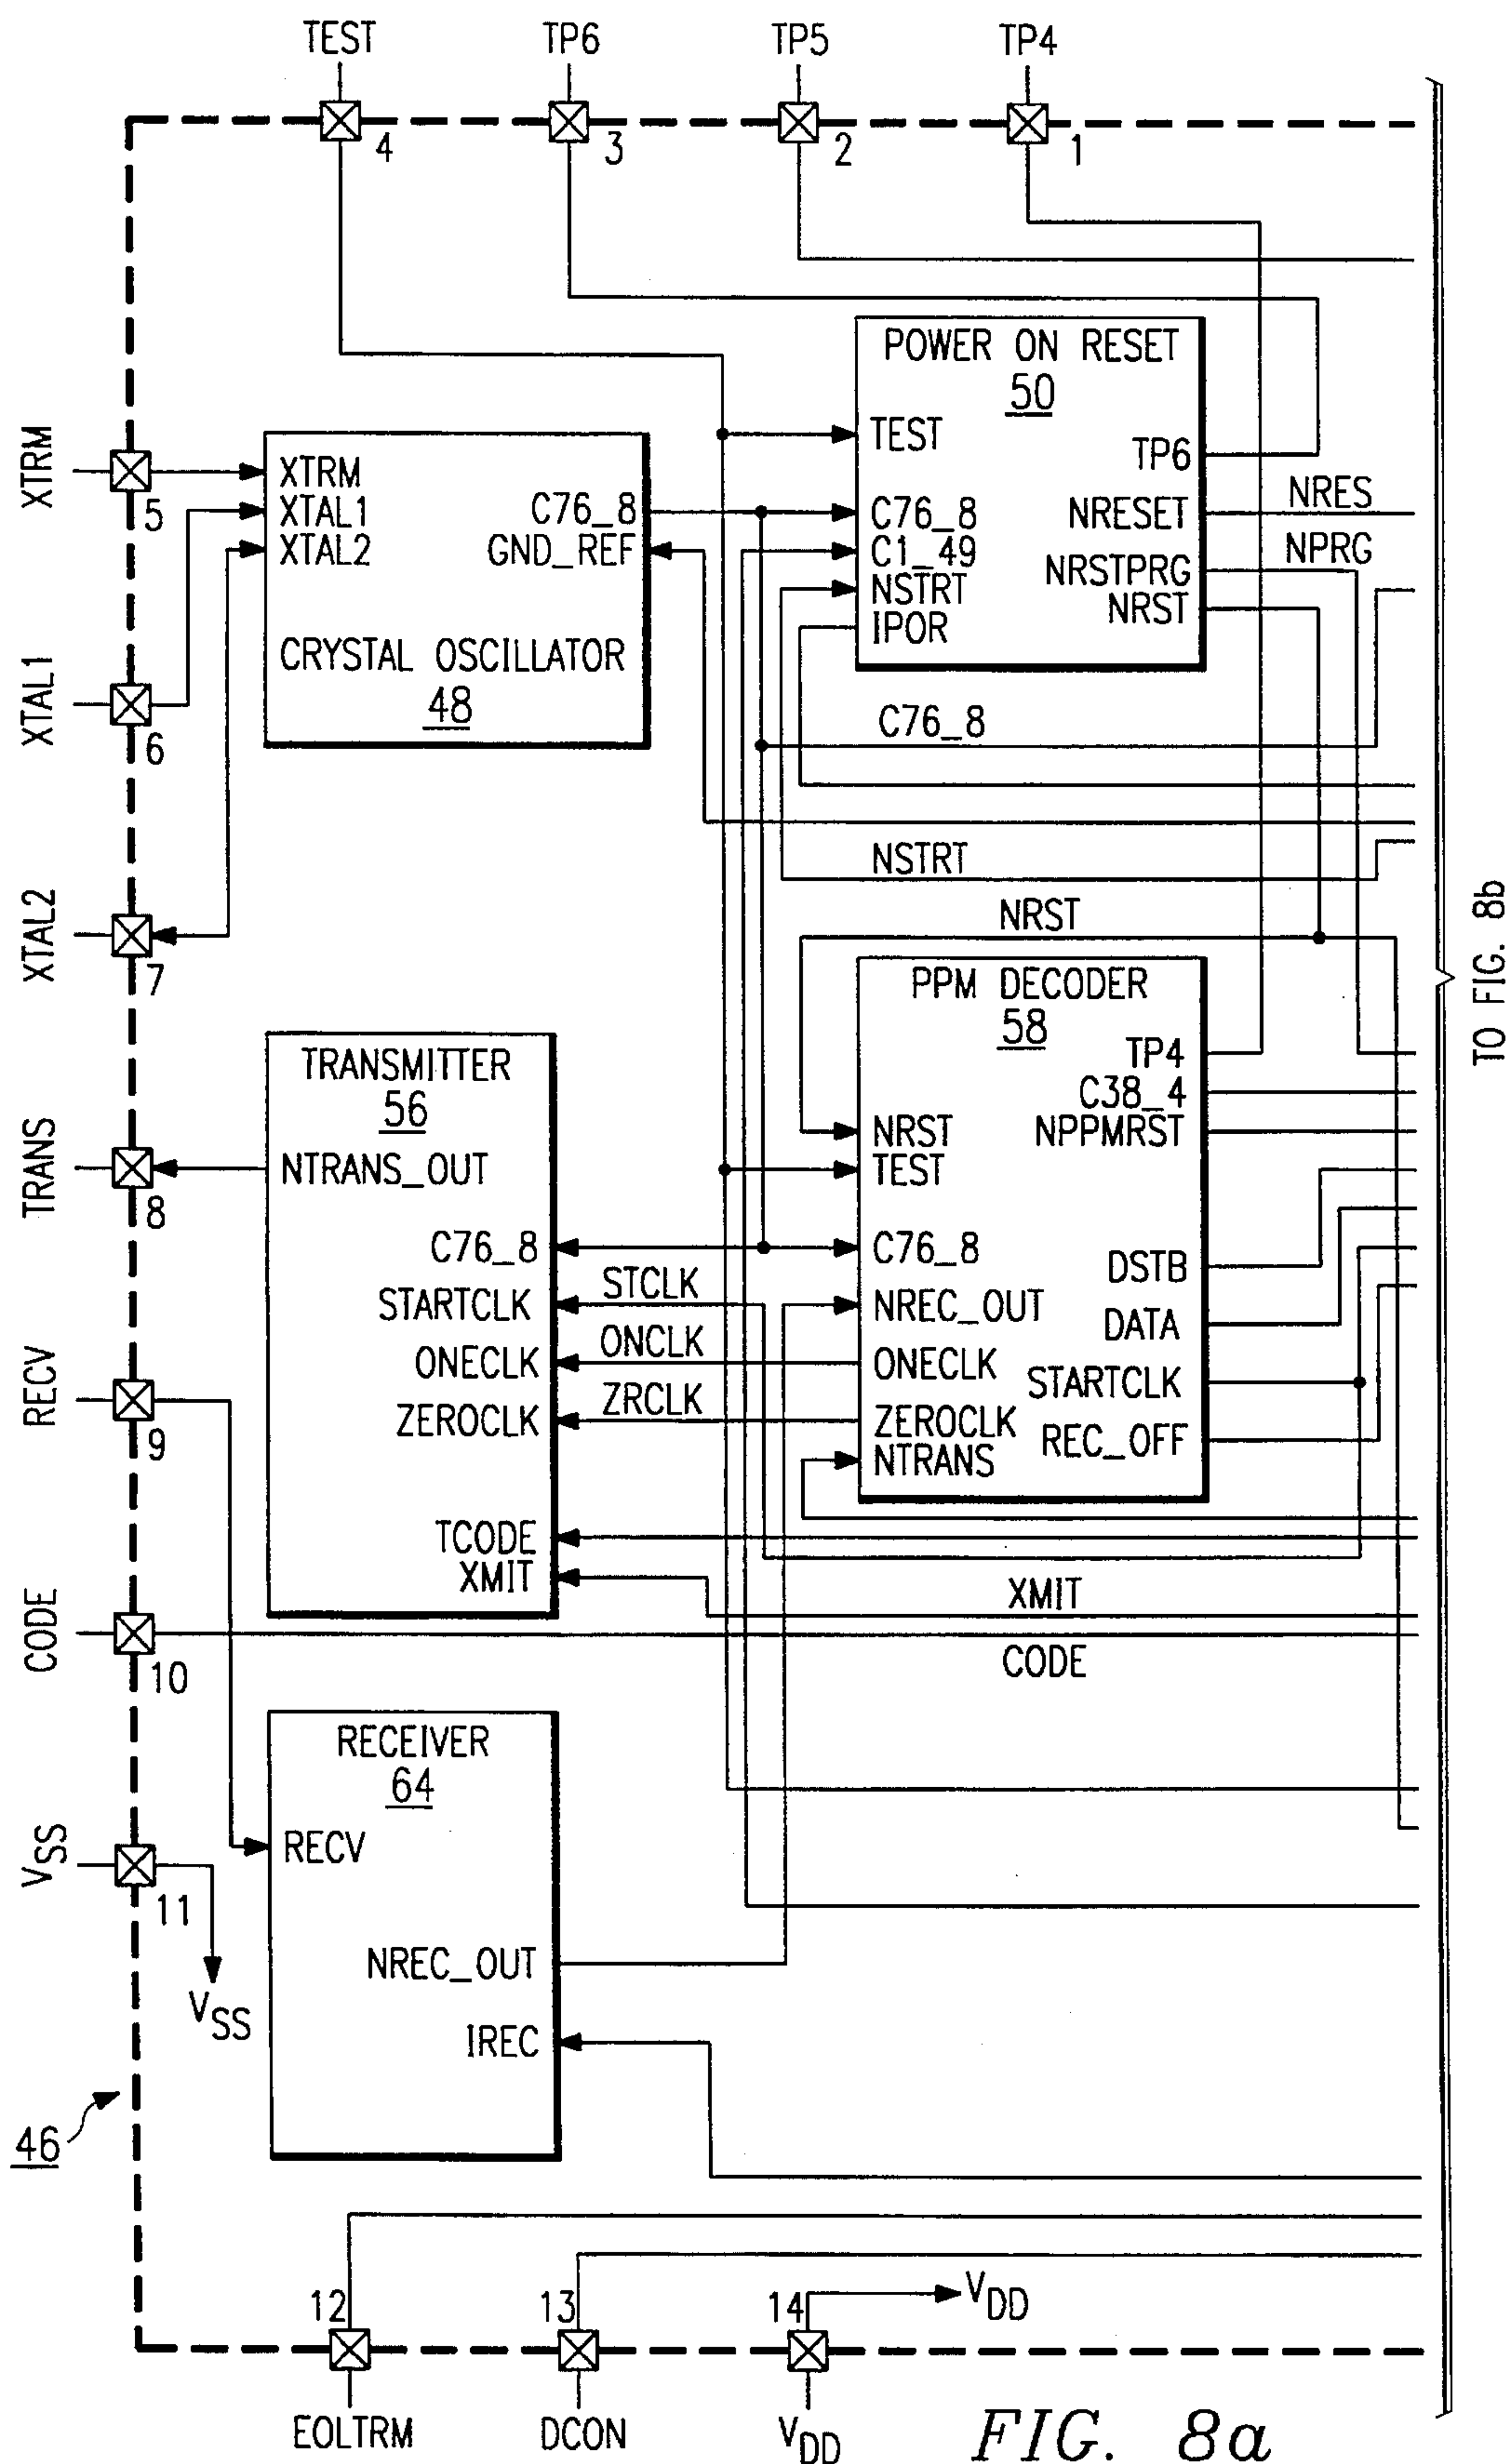 TEST
TP6
TP5
TP4
4
3
2
1
POWER ON RESET
50
TEST
TP6
C76_8
NRESET
NRES
C1_49
NSTRT
NRSTPRG
NPRG
IPOR
NRST
XTRM
5
XTRM
XTAL1
C76_8
XTAL2
GND_REF
CRYSTAL OSCILLATOR
48
XTAL1
6
C76_8
NSTRT
NRST
XTAL2
7
TO FIG. 8b
PPM DECODER
58
TP4
C38_4
NRST
NPPMRST
TEST
C76_8
DSTB
NREC_OUT
DATA
ONECLK
STARTCLK
ZEROCLK
REC_OFF
NTRANS
TRANSMITTER
56
TRANS
8
NTRANS_OUT
C76_8
STARTCLK
STCLK
ONECLK
ONCLK
ZEROCLK
ZRCLK
TCODE
XMIT
XMIT
RECV
9
CODE
10
CODE
RECEIVER
64
RECV
NREC_OUT
IREC
VSS
11
VSS
46
12
13
14
VDD
EOLTRM
DCON
VDD
FIG. 8a